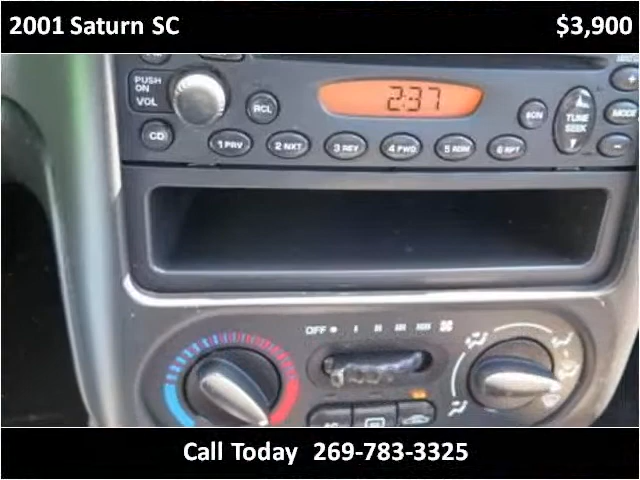 2001 Saturn SC $3,900
PUSH ON VOL
RCL
2:37
SCN
TUNE SEEK
MODE
+
CD
1 PRV 2 NXT 3 REV 4 FWD 5 RDM 6 RPT
-
OFF
Call Today 269-783-3325